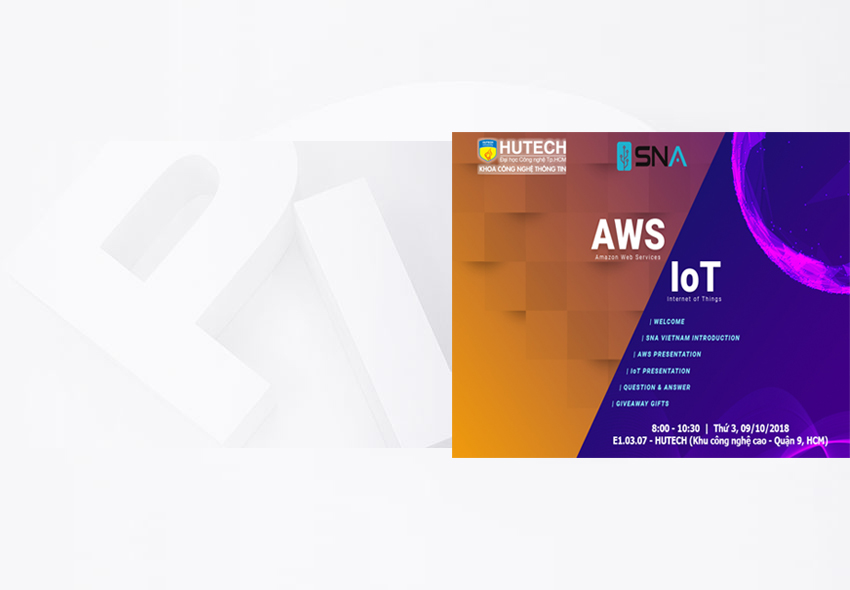 HUTECH
Đại học Công nghệ Tp.HCM
KHOA CÔNG NGHỆ THÔNG TIN
SNA
AWS
Amazon Web Services
IoT
Internet of Things
| WELCOME
| SNA VIETNAM INTRODUCTION
| AWS PRESENTATION
| IoT PRESENTATION
| QUESTION & ANSWER
| GIVEAWAY GIFTS
8:00 - 10:30 | Thứ 3, 09/10/2018
E1.03.07 - HUTECH (Khu công nghệ cao - Quận 9, HCM)